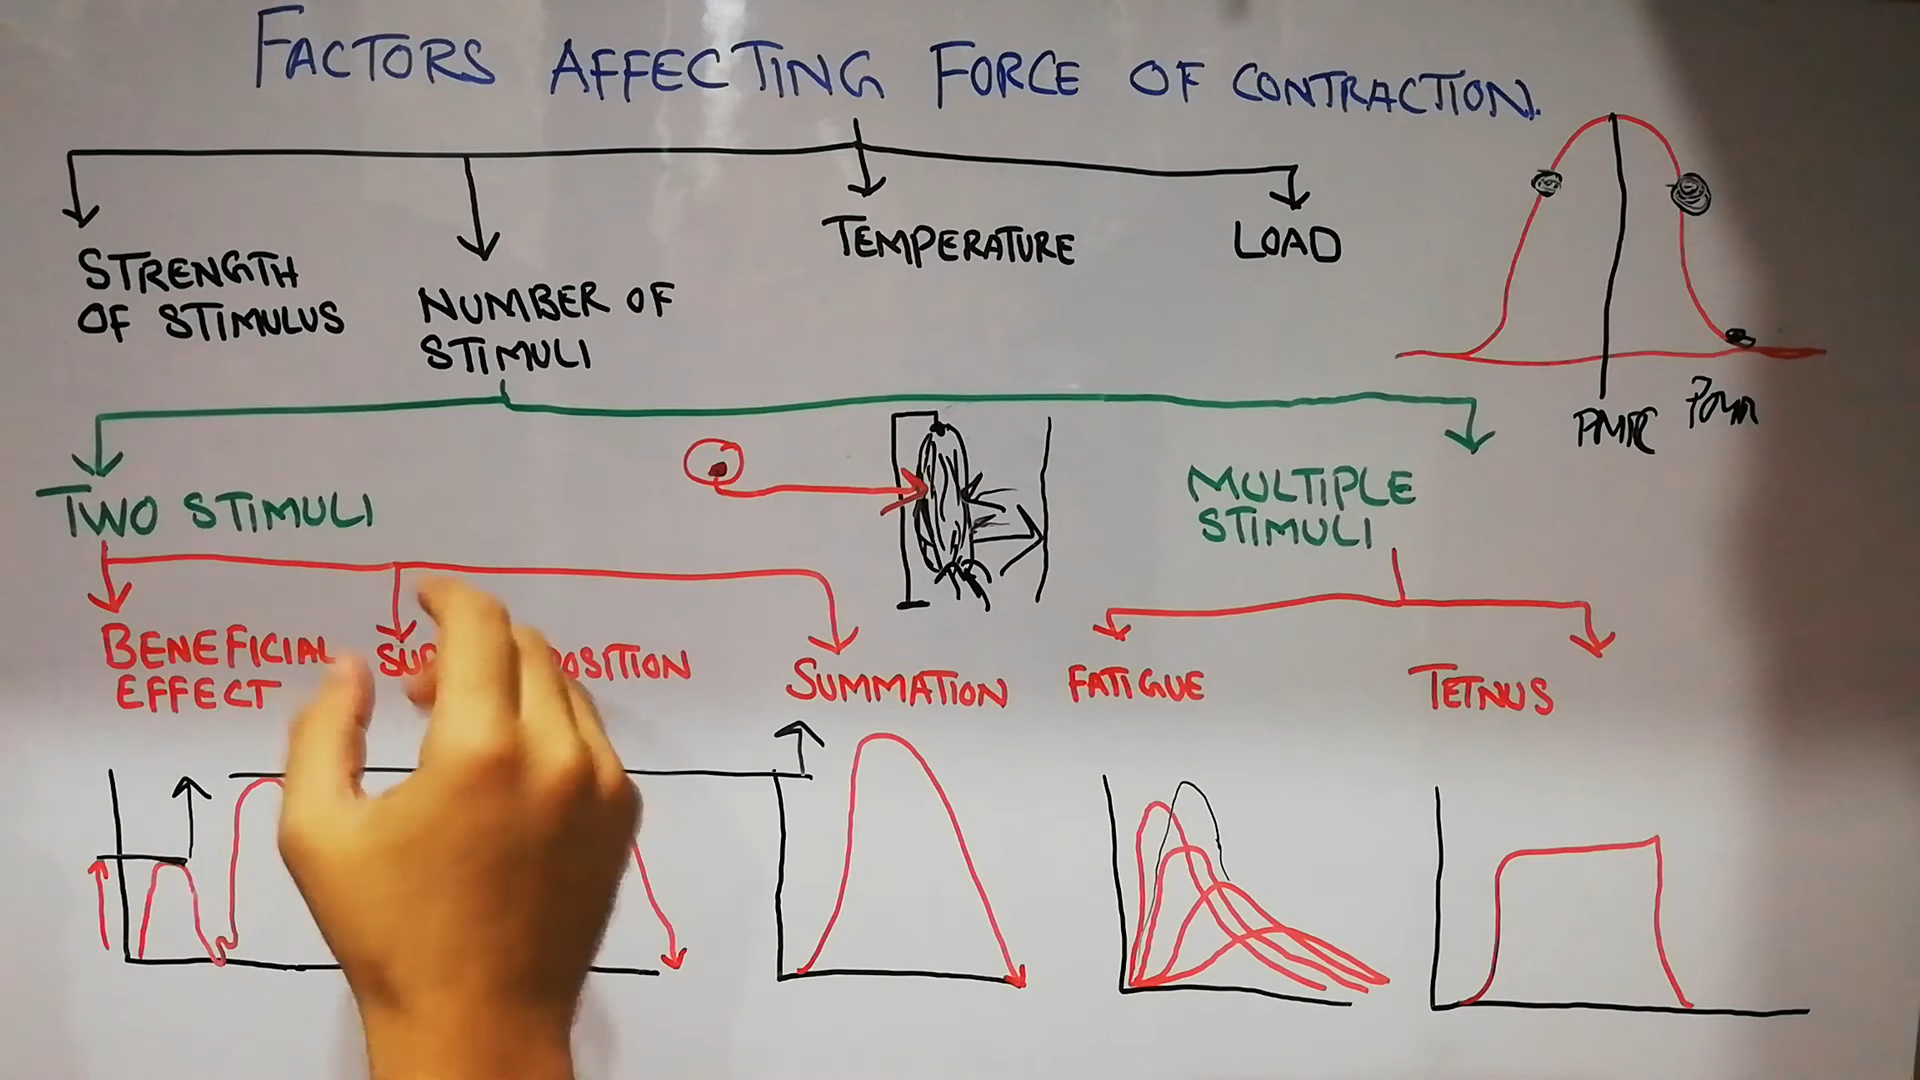 FACTORS AFFECTING FORCE OF CONTRACTION.
STRENGTH
OF STIMULUS
NUMBER OF
STIMULI
TEMPERATURE
LOAD
TWO STIMULI
MULTIPLE
STIMULI
BENEFICIAL
EFFECT
SUMMATION
FATIGUE
TETNUS